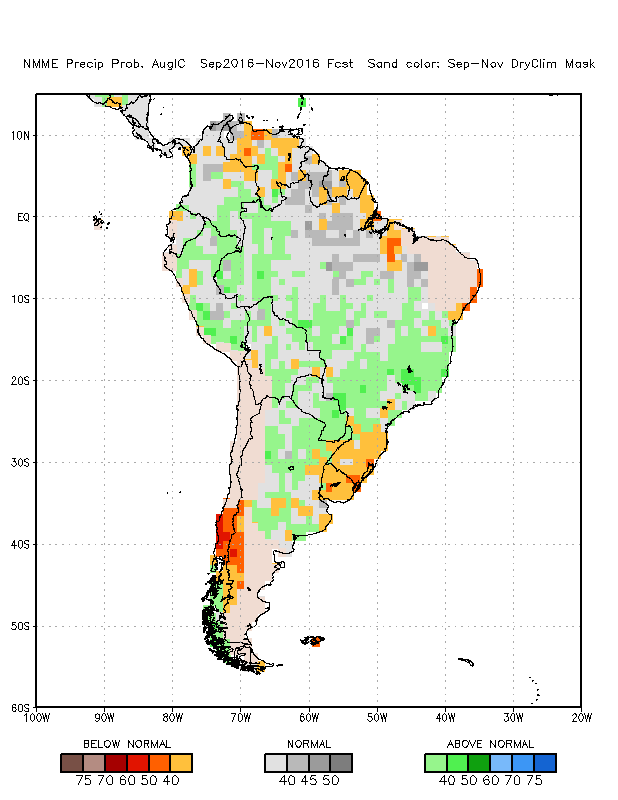 NMME Precip Prob. AugIC  Sep2016-Nov2016 Fcst  Sand color: Sep-Nov DryClim Mask
10N
EQ
10S
20S
30S
40S
50S
60S
100W 90W 80W 70W 60W 50W 40W 30W 20W
BELOW NORMAL NORMAL ABOVE NORMAL
75 70 60 50 40 40 45 50 40 50 60 70 75